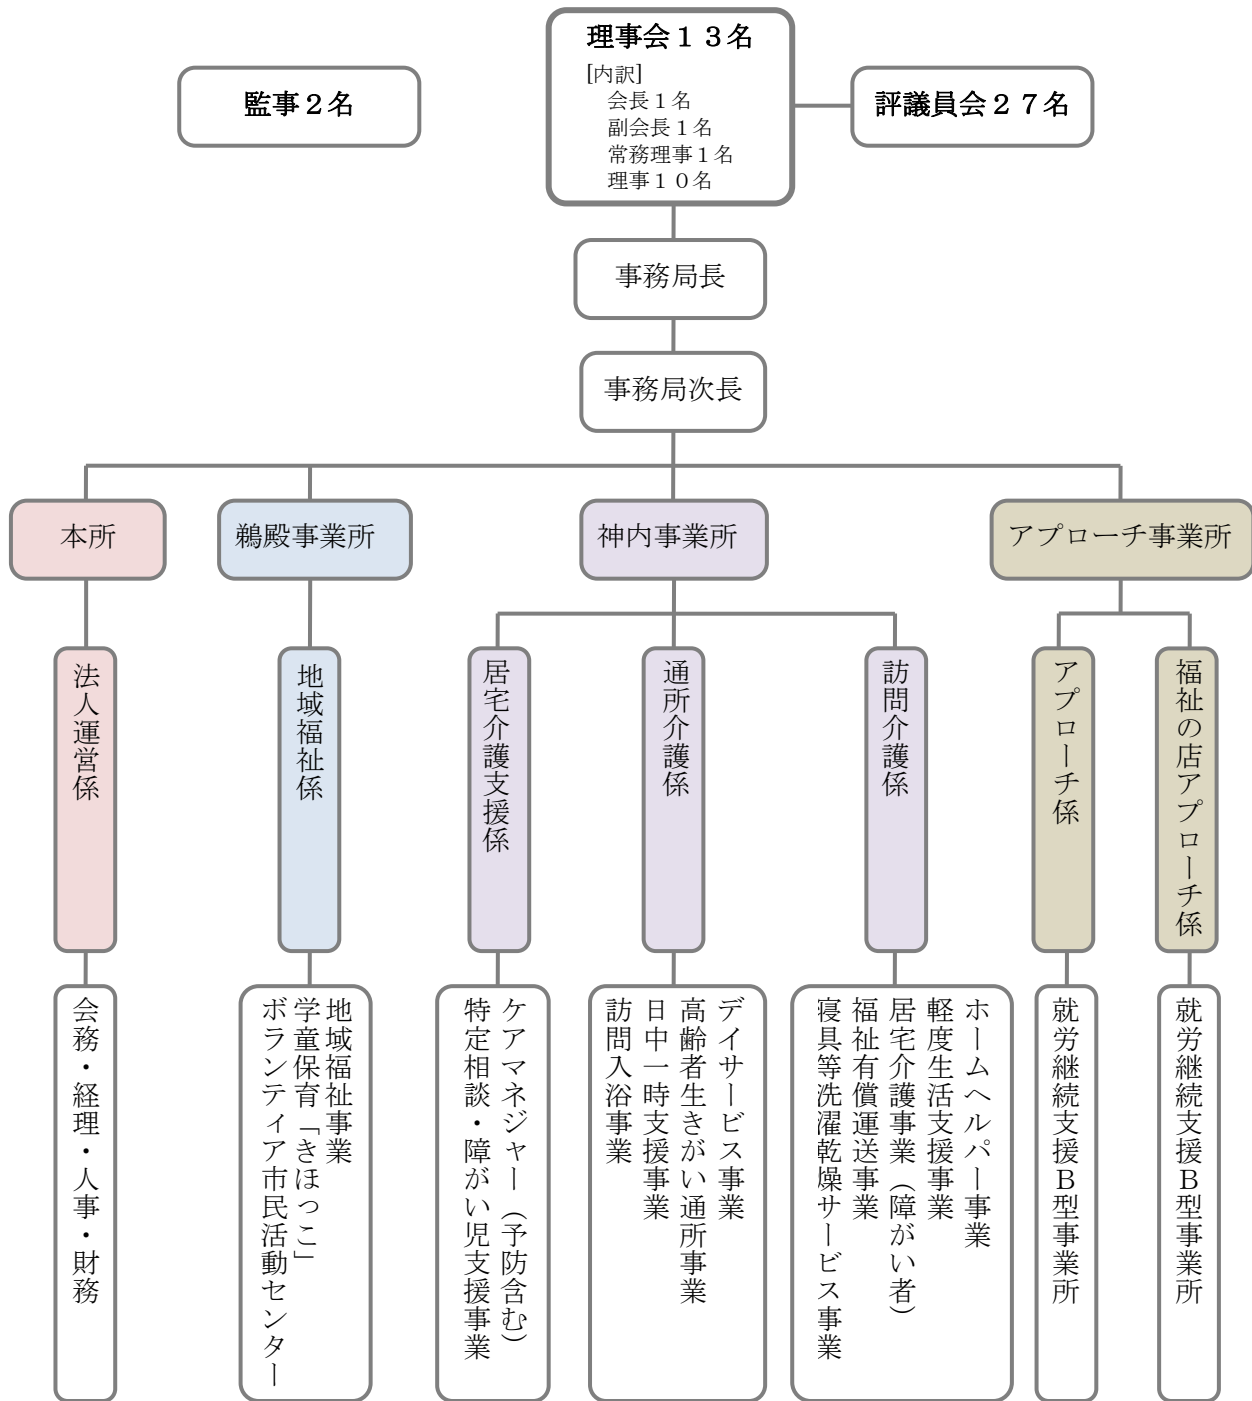 理事会１３名
[内訳]
会長１名
副会長１名
常務理事１名
理事１０名
監事２名
評議員会２７名
事務局長
事務局次長
本所
鵜殿事業所
神内事業所
アプローチ事業所
法人運営係
地域福祉係
居宅介護支援係
通所介護係
訪問介護係
アプローチ係
福祉の店アプローチ係
会務・経理・人事・財務
地域福祉事業
学童保育「きほっこ」
ボランティア市民活動センター
ケアマネジャー（予防含む）
特定相談・障がい児支援事業
デイサービス事業
高齢者生きがい通所事業
日中一時支援事業
訪問入浴事業
ホームヘルパー事業
軽度生活支援事業
居宅介護事業（障がい者）
福祉有償運送事業
寝具等洗濯乾燥サービス事業
就労継続支援Ｂ型事業所
就労継続支援Ｂ型事業所